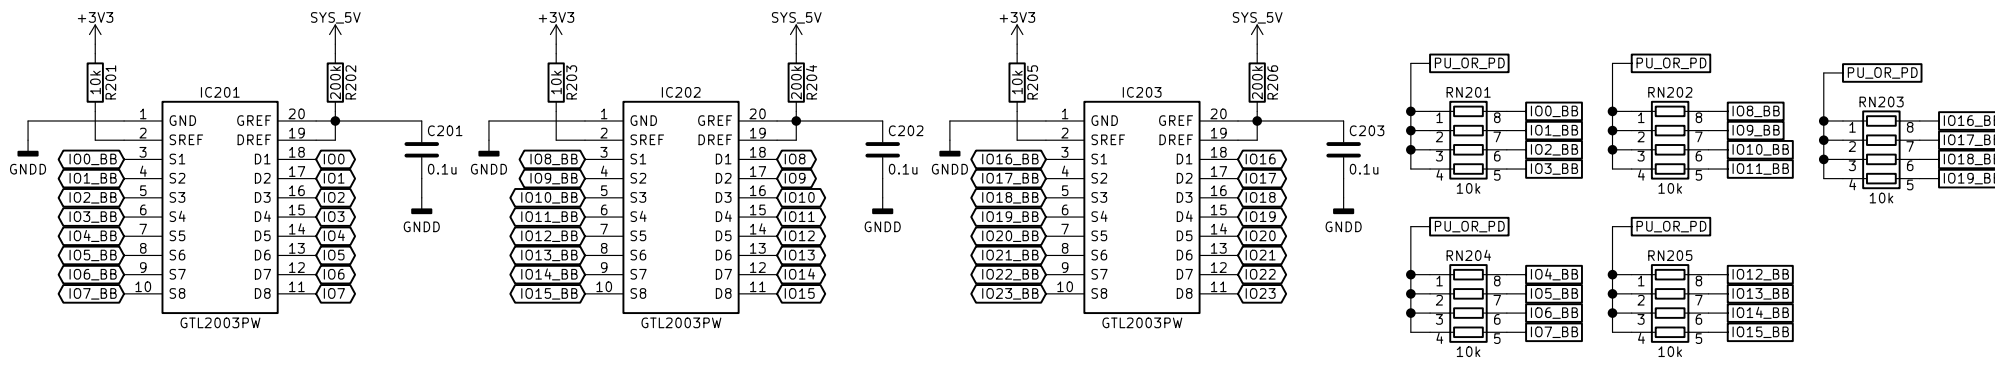 +3V3
SYS_5V
10k
R201
200k
R202
IC201
1 GND GREF 20
2 SREF DREF 19
IO0_BB 3 S1 D1 18 IO0
IO1_BB 4 S2 D2 17 IO1
IO2_BB 5 S3 D3 16 IO2
IO3_BB 6 S4 D4 15 IO3
IO4_BB 7 S5 D5 14 IO4
IO5_BB 8 S6 D6 13 IO5
IO6_BB 9 S7 D7 12 IO6
IO7_BB 10 S8 D8 11 IO7
GTL2003PW
GNDD
C201
0.1u
GNDD
+3V3
SYS_5V
10k
R203
200k
R204
IC202
1 GND GREF 20
2 SREF DREF 19
IO8_BB 3 S1 D1 18 IO8
IO9_BB 4 S2 D2 17 IO9
IO10_BB 5 S3 D3 16 IO10
IO11_BB 6 S4 D4 15 IO11
IO12_BB 7 S5 D5 14 IO12
IO13_BB 8 S6 D6 13 IO13
IO14_BB 9 S7 D7 12 IO14
IO15_BB 10 S8 D8 11 IO15
GTL2003PW
GNDD
C202
0.1u
GNDD
+3V3
SYS_5V
10k
R205
200k
R206
IC203
1 GND GREF 20
2 SREF DREF 19
IO16_BB 3 S1 D1 18 IO16
IO17_BB 4 S2 D2 17 IO17
IO18_BB 5 S3 D3 16 IO18
IO19_BB 6 S4 D4 15 IO19
IO20_BB 7 S5 D5 14 IO20
IO21_BB 8 S6 D6 13 IO21
IO22_BB 9 S7 D7 12 IO22
IO23_BB 10 S8 D8 11 IO23
GTL2003PW
GNDD
C203
0.1u
GNDD
PU_OR_PD
RN201
1 8 IO0_BB
2 7 IO1_BB
3 6 IO2_BB
4 5 IO3_BB
10k
PU_OR_PD
RN202
1 8 IO8_BB
2 7 IO9_BB
3 6 IO10_BB
4 5 IO11_BB
10k
PU_OR_PD
RN203
1 8 IO16_BB
2 7 IO17_BB
3 6 IO18_BB
4 5 IO19_BB
10k
PU_OR_PD
RN204
1 8 IO4_BB
2 7 IO5_BB
3 6 IO6_BB
4 5 IO7_BB
10k
PU_OR_PD
RN205
1 8 IO12_BB
2 7 IO13_BB
3 6 IO14_BB
4 5 IO15_BB
10k